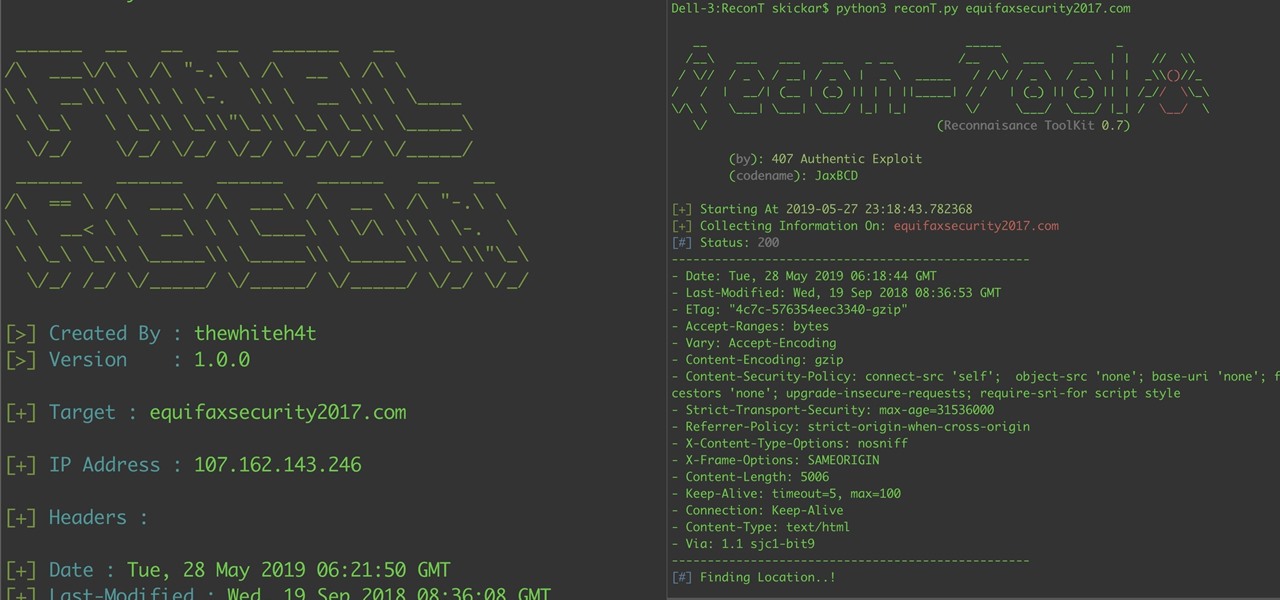 FINAL
RECON
[>] Created By : thewhiteh4t
[>] Version : 1.0.0
[+] Target : equifaxsecurity2017.com
[+] IP Address : 107.162.143.246
[+] Headers :
[+] Date : Tue, 28 May 2019 06:21:50 GMT
[+] Last-Modified : Wed, 19 Sep 2018 08:36:08 GMT
Dell-3:ReconT skickar$ python3 reconT.py equifaxsecurity2017.com
(Reconnaisance ToolKit 0.7)
(by): 407 Authentic Exploit
(codename): JaxBCD
[+] Starting At 2019-05-27 23:18:43.782368
[+] Collecting Information On: equifaxsecurity2017.com
[#] Status: 200
--------------------------------------------------
- Date: Tue, 28 May 2019 06:18:44 GMT
- Last-Modified: Wed, 19 Sep 2018 08:36:53 GMT
- ETag: "4c7c-576354eec3340-gzip"
- Accept-Ranges: bytes
- Vary: Accept-Encoding
- Content-Encoding: gzip
- Content-Security-Policy: connect-src 'self'; object-src 'none'; base-uri 'none'; f
cestors 'none'; upgrade-insecure-requests; require-sri-for script style
- Strict-Transport-Security: max-age=31536000
- Referrer-Policy: strict-origin-when-cross-origin
- X-Content-Type-Options: nosniff
- X-Frame-Options: SAMEORIGIN
- Content-Length: 5006
- Keep-Alive: timeout=5, max=100
- Connection: Keep-Alive
- Content-Type: text/html
- Via: 1.1 sjc1-bit9
--------------------------------------------------
[#] Finding Location..!